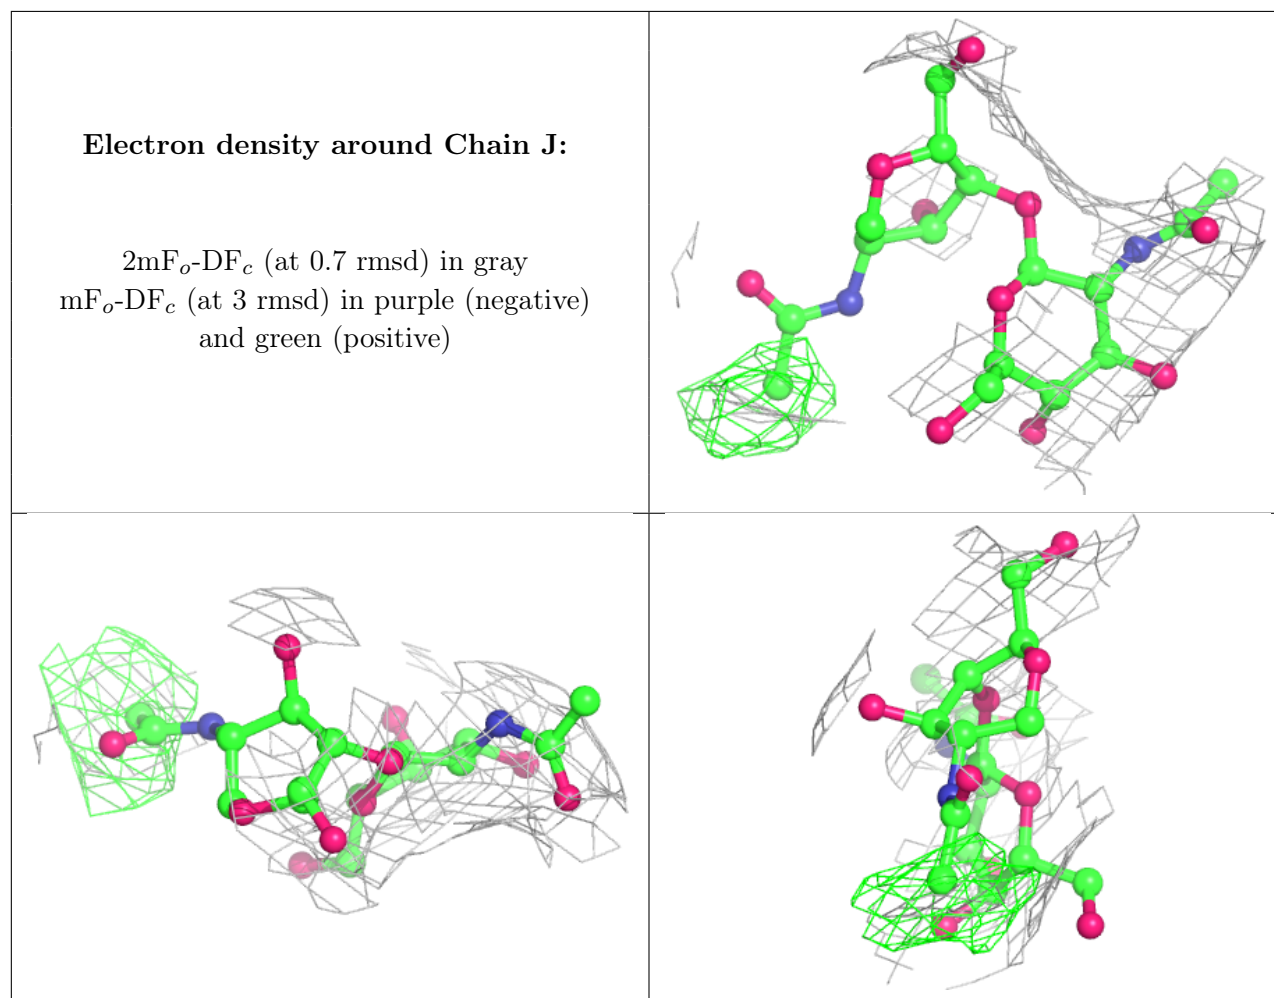 Electron density around Chain J:
2mFo-DFc (at 0.7 rmsd) in gray
mFo-DFc (at 3 rmsd) in purple (negative)
and green (positive)